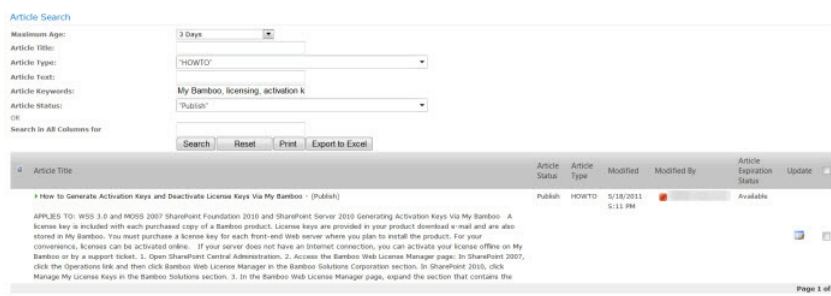 Article Search
Maximum Age: 3 Days
Article Title:
Article Type: "HOWTO"
Article Text:
Article Keywords: My Bamboo, licensing, activation k
Article Status: "Publish"
OR
Search in All Columns for
Search Reset Print Export to Excel
Article Title Article Status Article Type Modified Modified By Article Expiration Status Update
How to Generate Activation Keys and Deactivate License Keys Via My Bamboo - (Publish) Publish HOWTO 5/18/2011 5:11 PM Available
APPLIES TO: WSS 3.0 and MOSS 2007 SharePoint Foundation 2010 and SharePoint Server 2010 Generating Activation Keys Via My Bamboo A
license key is included with each purchased copy of a Bamboo product. License keys are provided in your product download e-mail and are also
stored in My Bamboo. You must purchase a license key for each front-end Web server where you plan to install the product. For your
convenience, licenses can be activated online. If your server does not have an Internet connection, you can activate your license offline on My
Bamboo or by a support ticket. 1. Open SharePoint Central Administration. 2. Access the Bamboo Web License Manager page: In SharePoint 2007,
click the Operations link and then click Bamboo Web License Manager in the Bamboo Solutions Corporation section. In SharePoint 2010, click
Manage My License Keys in the Bamboo Solutions section. 3. In the Bamboo Web License Manager page, expand the section that contains the
Page 1 of